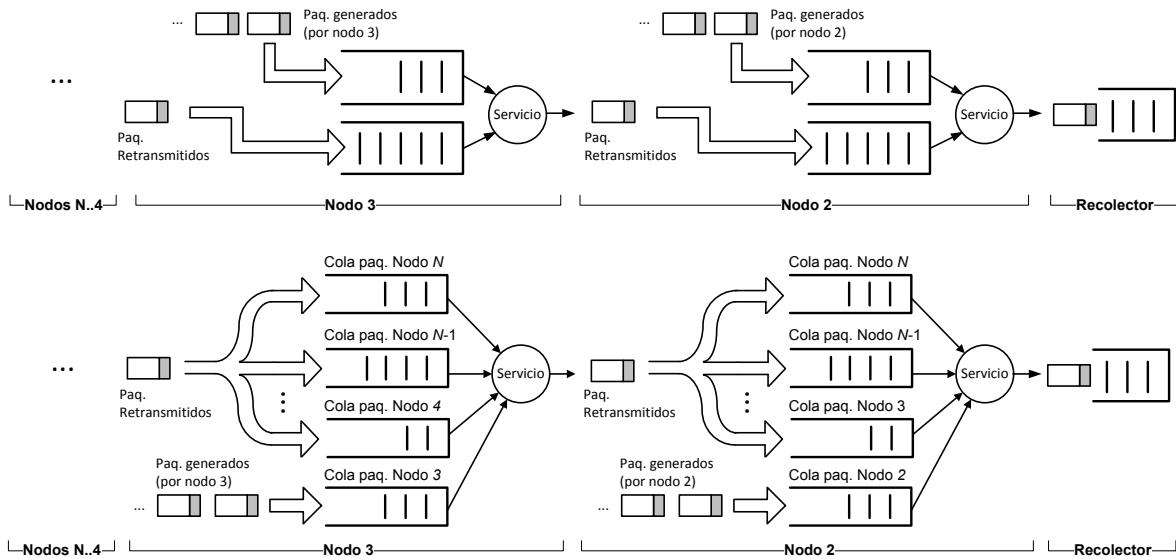 ...
Paq. generados
(por nodo 3)
...
Paq. generados
(por nodo 2)
...
Servicio
Servicio
Paq.
Retransmitidos
Paq.
Retransmitidos
Nodos N..4
Nodo 3
Nodo 2
Recolector
Cola paq. Nodo N
Cola paq. Nodo N
Cola paq. Nodo N-1
Cola paq. Nodo N-1
...
Servicio
Servicio
Paq.
Retransmitidos
...
Paq.
Retransmitidos
...
Cola paq. Nodo 4
Cola paq. Nodo 3
Paq. generados
(por nodo 3)
Cola paq. Nodo 3
Paq. generados
(por nodo 2)
Cola paq. Nodo 2
...
...
Nodos N..4
Nodo 3
Nodo 2
Recolector